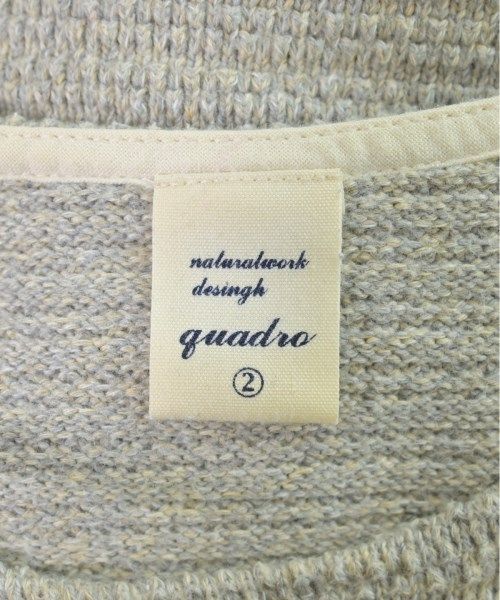 naturalwork
desingh
quadro
②